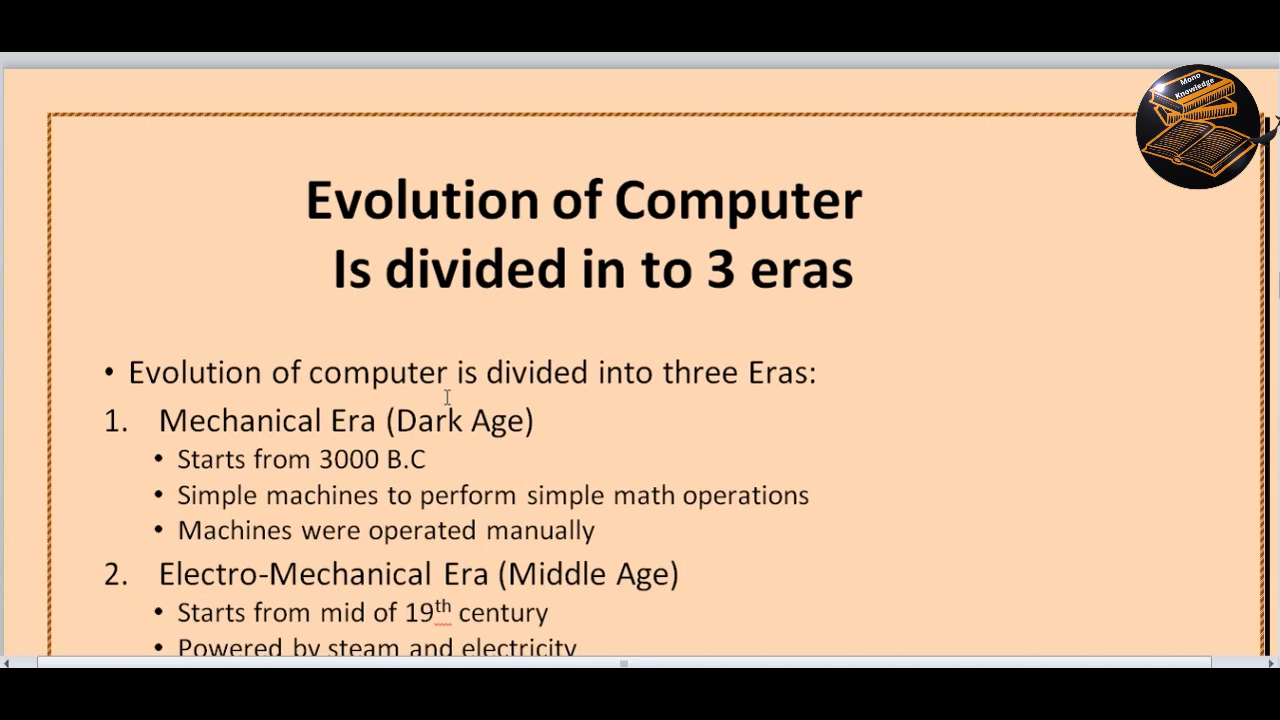 Mono
Knowledge
Evolution of Computer
Is divided in to 3 eras
• Evolution of computer is divided into three Eras:
1. Mechanical Era (Dark Age)
• Starts from 3000 B.C
• Simple machines to perform simple math operations
• Machines were operated manually
2. Electro-Mechanical Era (Middle Age)
• Starts from mid of 19th century
• Powered by steam and electricity